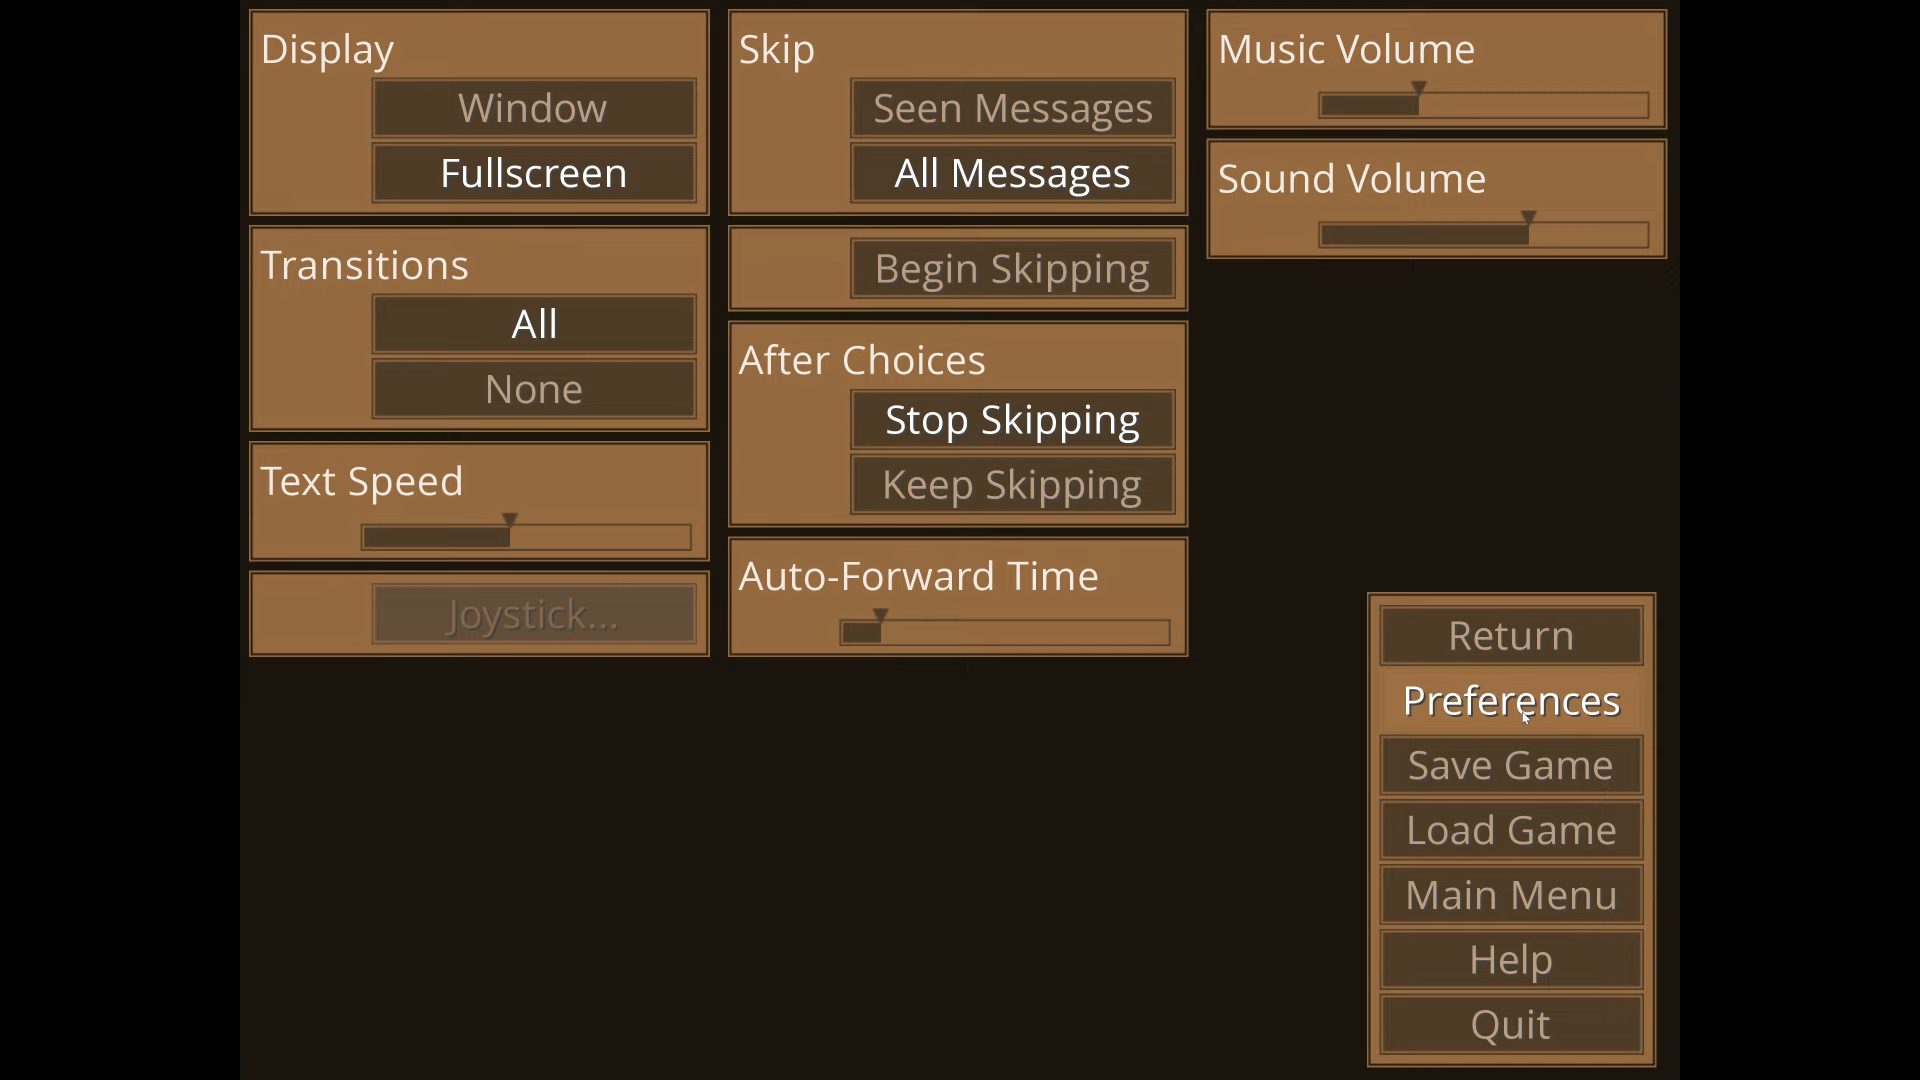 Display
Window
Fullscreen
Transitions
All
None
Text Speed
Joystick...
Skip
Seen Messages
All Messages
Begin Skipping
After Choices
Stop Skipping
Keep Skipping
Auto-Forward Time
Music Volume
Sound Volume
Return
Preferences
Save Game
Load Game
Main Menu
Help
Quit